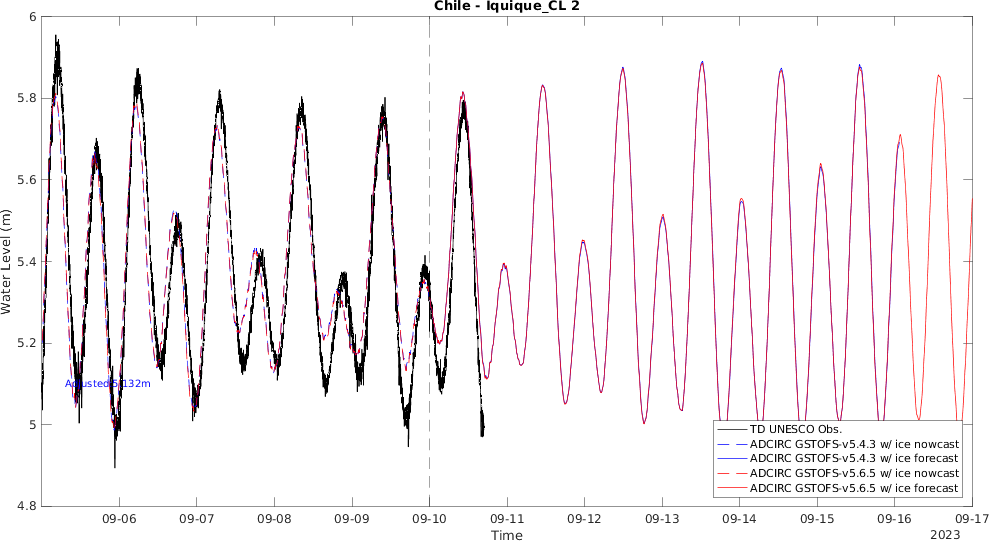 Chile - Iquique_CL 2
Water Level (m)
6
5.8
5.6
5.4
5.2
5
4.8
Adjusted 5.132m
TD UNESCO Obs.
ADCIRC GSTOFS-v5.4.3 w/ ice nowcast
ADCIRC GSTOFS-v5.4.3 w/ ice forecast
ADCIRC GSTOFS-v5.6.5 w/ ice nowcast
ADCIRC GSTOFS-v5.6.5 w/ ice forecast
09-06 09-07 09-08 09-09 09-10 09-11 09-12 09-13 09-14 09-15 09-16 09-17
Time
2023